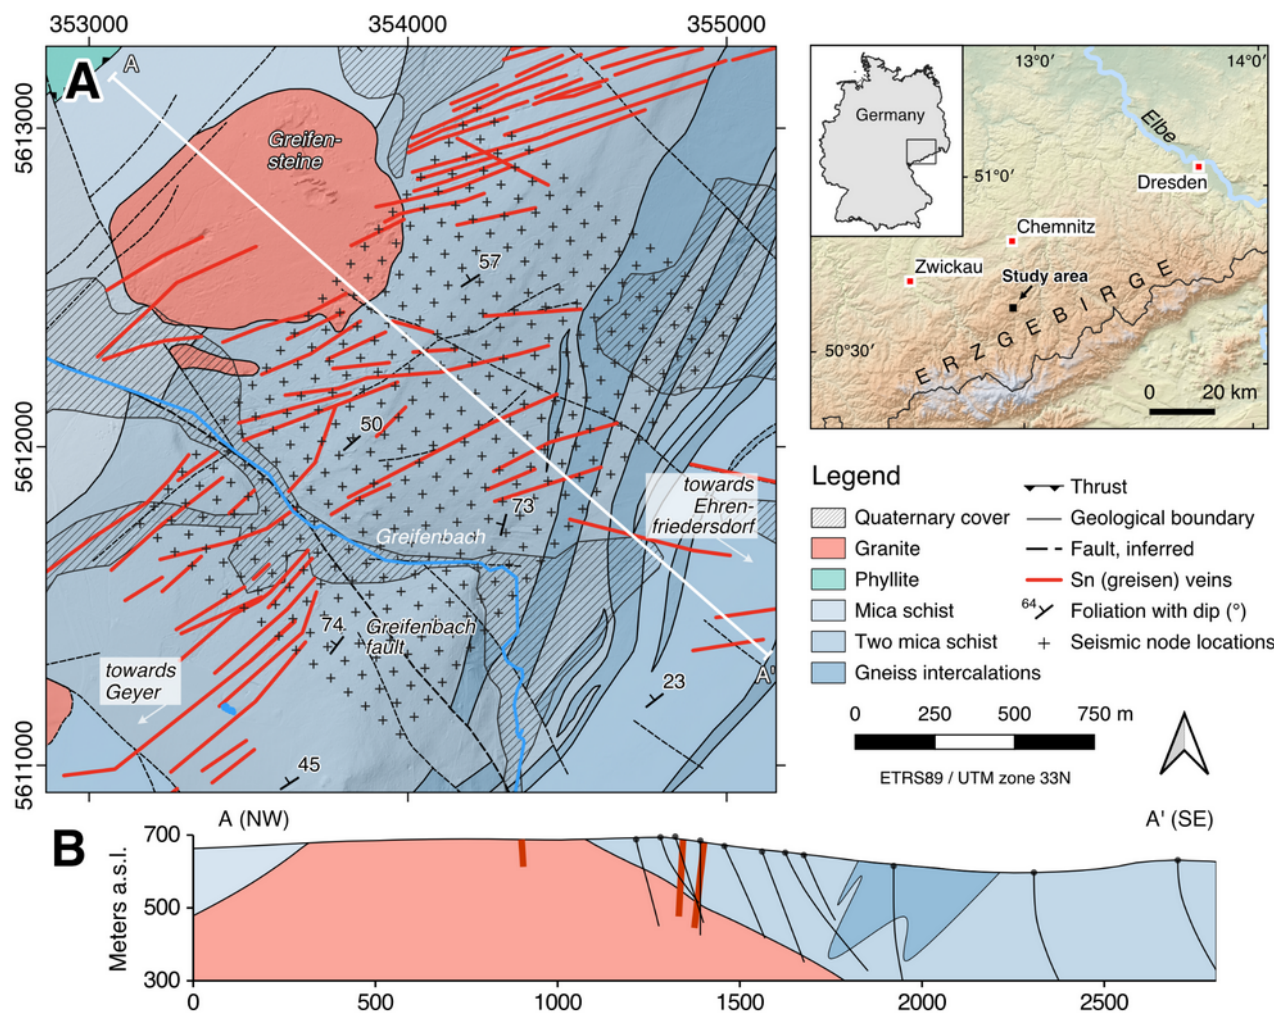 353000
354000
355000
5613000
5612000
5611000
A
A
Greifen-
steine
57
50
73
74
Greifenbach
Greifenbach
fault
towards
Ehren-
friedersdorf
towards
Geyer
23
45
A'
Germany
13°0'
14°0'
51°0'
50°30'
Elbe
Dresden
Chemnitz
Zwickau
Study area
ERZGEBIRGE
0 20 km
Legend
Quaternary cover
Granite
Phyllite
Mica schist
Two mica schist
Gneiss intercalations
Thrust
Geological boundary
Fault, inferred
Sn (greisen) veins
64 Foliation with dip (°)
+ Seismic node locations
0 250 500 750 m
ETRS89 / UTM zone 33N
B
A (NW)
A' (SE)
Meters a.s.l.
700
500
300
0 500 1000 1500 2000 2500